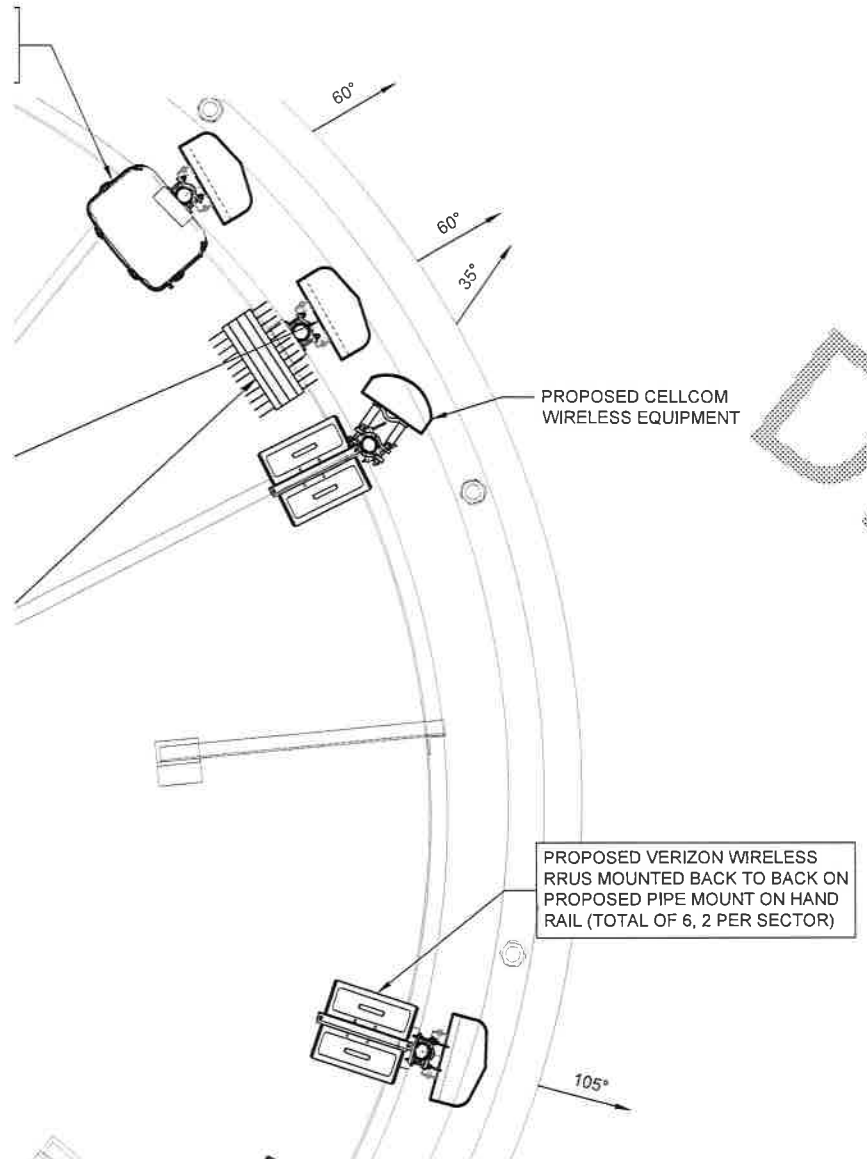 60°
60°
35°
PROPOSED CELLCOM
WIRELESS EQUIPMENT
PROPOSED VERIZON WIRELESS
RRUS MOUNTED BACK TO BACK ON
PROPOSED PIPE MOUNT ON HAND
RAIL (TOTAL OF 6, 2 PER SECTOR)
105°